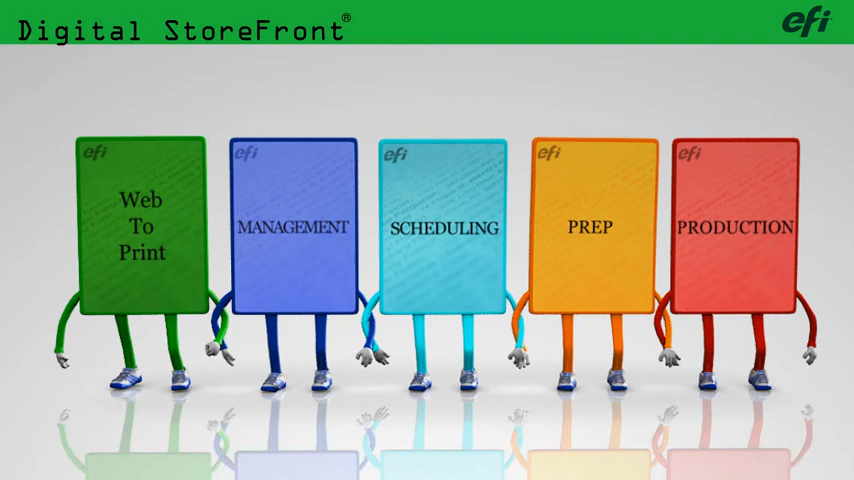 Digital StoreFront®
efi
efi
efi
efi
efi
efi
Web
To
Print
MANAGEMENT
SCHEDULING
PREP
PRODUCTION